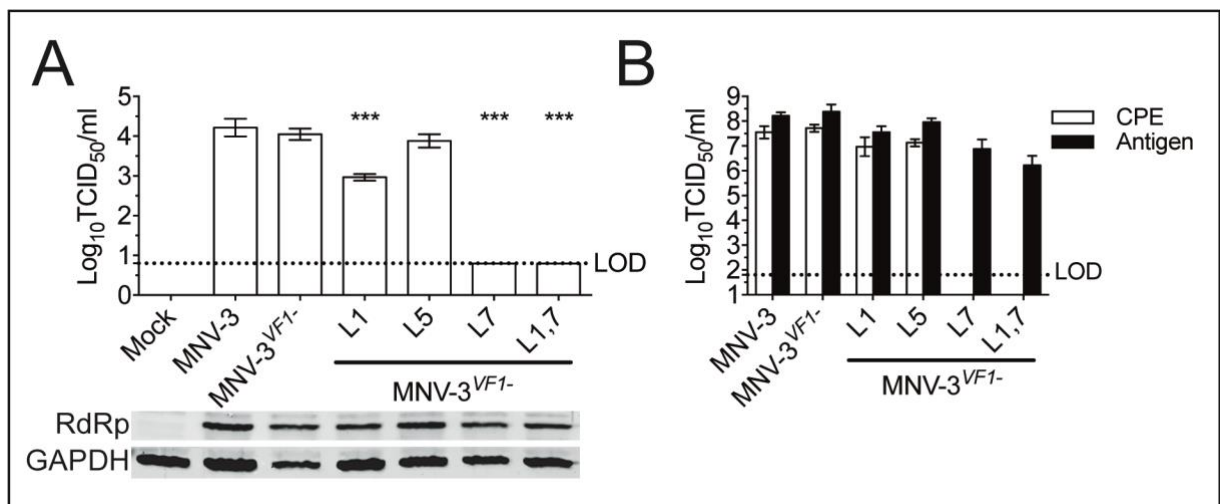 A
Log10TCID50/ml
5
4
3
2
1
0
*** *** ***
LOD
Mock
MNV-3
MNV-3VF1-
L1
L5
L7
L1,7
MNV-3VF1-
RdRp
GAPDH
B
Log10TCID50/ml
9
8
7
6
5
4
3
2
1
CPE
Antigen
LOD
MNV-3
MNV-3VF1-
L1
L5
L7
L1,7
MNV-3VF1-